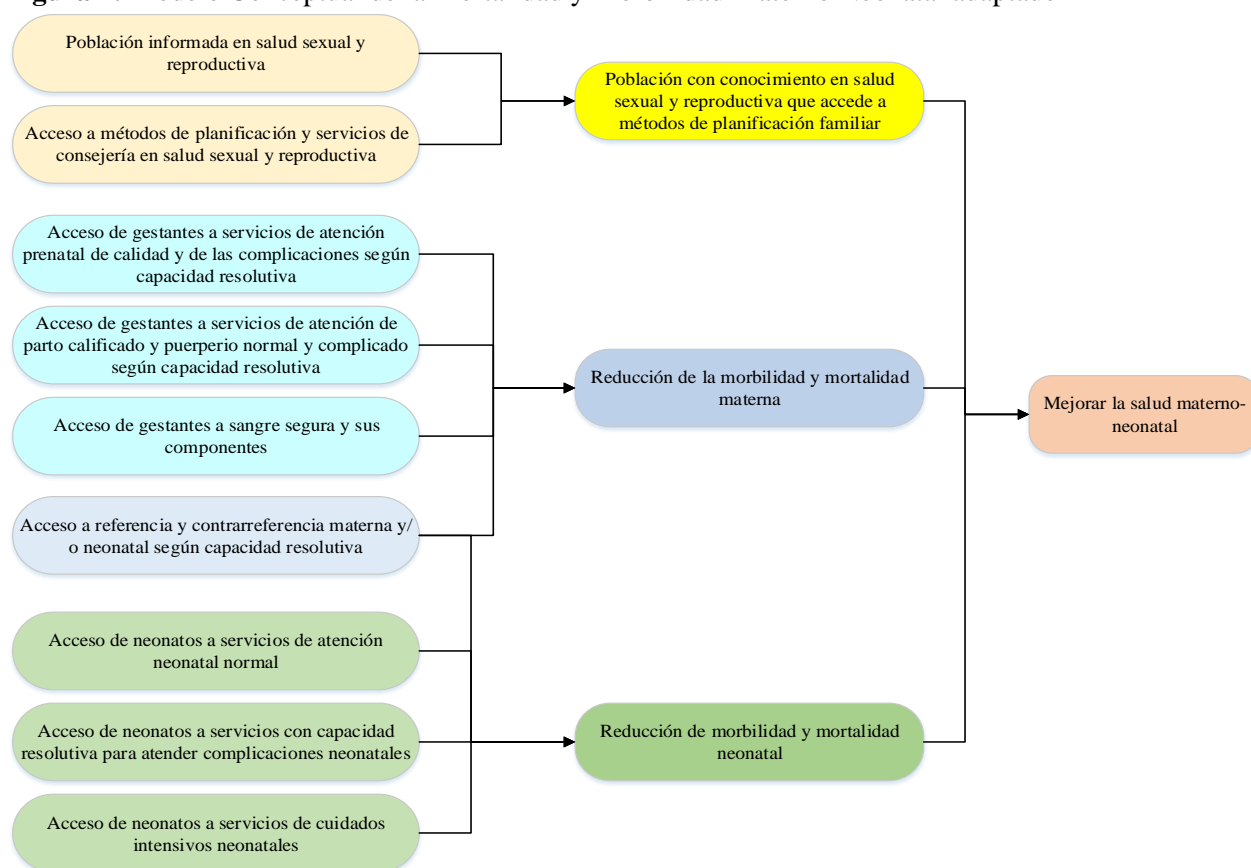 Población informada en salud sexual y
reproductiva
Acceso a métodos de planificación y servicios de
consejería en salud sexual y reproductiva
Población con conocimiento en salud
sexual y reproductiva que accede a
métodos de planificación familiar
Acceso de gestantes a servicios de atención
prenatal de calidad y de las complicaciones según
capacidad resolutiva
Acceso de gestantes a servicios de atención de
parto calificado y puerperio normal y complicado
según capacidad resolutiva
Acceso de gestantes a sangre segura y sus
componentes
Acceso a referencia y contrarreferencia materna y/
o neonatal según capacidad resolutiva
Reducción de la morbilidad y mortalidad
materna
Acceso de neonatos a servicios de atención
neonatal normal
Acceso de neonatos a servicios con capacidad
resolutiva para atender complicaciones neonatales
Acceso de neonatos a servicios de cuidados
intensivos neonatales
Reducción de morbilidad y mortalidad
neonatal
Mejorar la salud materno-
neonatal